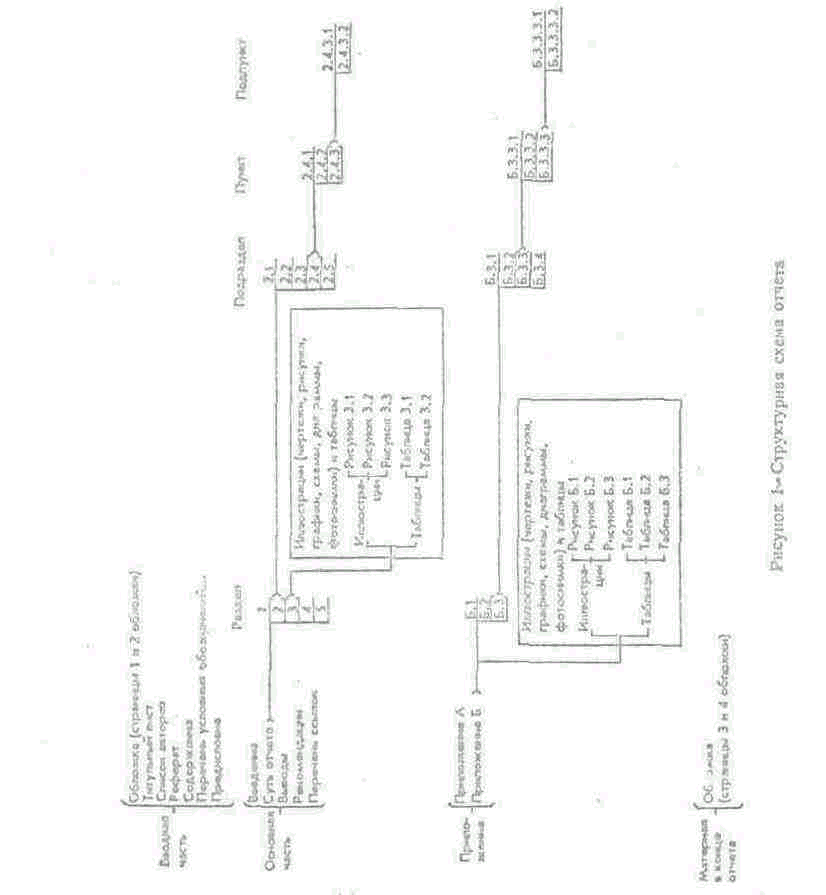 Вводная
часть
Обложка (страницы 1 и 2 обложки)
Титульный лист
Список авторов
Реферат
Содержание
Перечень условных
Предисловие
Раздел
Подраздел
Пункт
Подпункт
Основная
часть
Введение
Суть отчета
Выводы
Рекомендации
Перечень ссылок
1
2
3
4
5
2.1
2.2
2.3
2.4
2.5
2.4.1
2.4.2
2.4.3
2.4.3.1
2.4.3.2
Иллюстрации (чертежи, рисунки,
графики, схемы, диаграммы,
фотоснимки) и таблицы
Иллюстра-
ции
Рисунок 3.1
Рисунок 3.2
Рисунок 3.3
Таблицы
Таблица 3.1
Таблица 3.2
Прило-
жения
Приложение А
Приложение Б
Б.1
Б.2
Б.3
Б.3.1
Б.3.2
Б.3.3
Б.3.4
Б.3.3.1
Б.3.3.2
Б.3.3.3
Б.3.3.3.1
Б.3.3.3.2
Иллюстрации (чертежи, рисунки,
графики, схемы, диаграммы,
фотоснимки) и таблицы
Иллюстра-
ции
Рисунок Б.1
Рисунок Б.2
Рисунок Б.3
Таблицы
Таблица Б.1
Таблица Б.2
Таблица Б.3
Материал
в конце
отчета
(страницы 3 и 4 обложки)
Рисунок 1–Структурная схема отчета